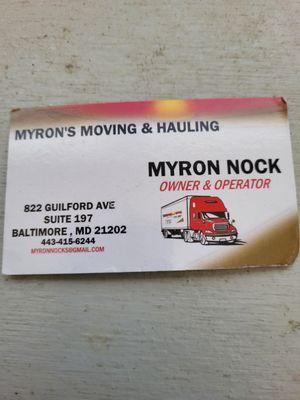 MYRON'S MOVING & HAULING
MYRON NOCK
OWNER & OPERATOR
822 GUILFORD AVE
SUITE 197
BALTIMORE , MD 21202
443-415-6244
MYRONNOCKS@GMAIL.COM